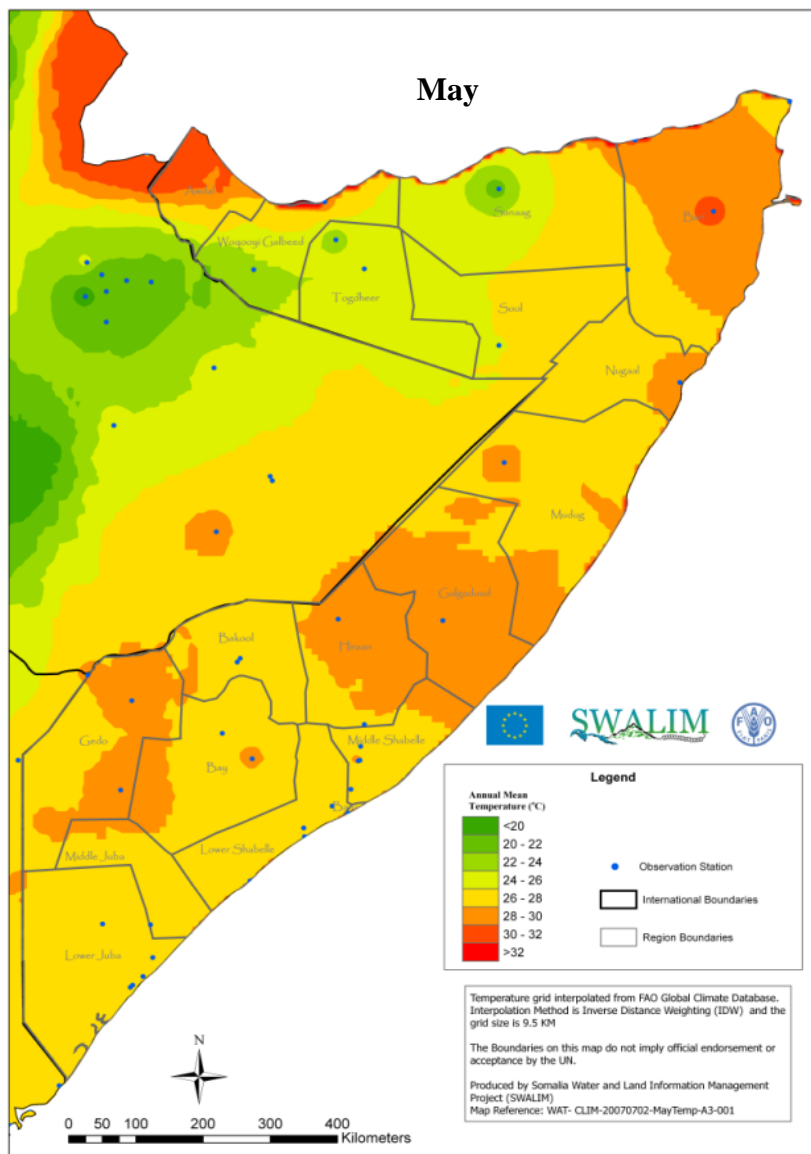 May
Awdal
Woqooyi Galbeed
Togdheer
Sanaag
Bari
Sool
Nugaal
Mudug
Galgaduud
Hiraan
Bakool
Gedo
Bay
Middle Shabelle
Middle Juba
Lower Shabelle
Lower Juba
SWALIM
FAO
FIAT PANIS
Legend
Annual Mean
Temperature (°C)
<20
20 - 22
22 - 24
24 - 26
26 - 28
28 - 30
30 - 32
>32
Observation Station
International Boundaries
Region Boundaries
Temperature grid interpolated from FAO Global Climate Database.
Interpolation Method is Inverse Distance Weighting (IDW) and the
grid size is 9.5 KM
The Boundaries on this map do not imply official endorsement or
acceptance by the UN.
Produced by Somalia Water and Land Information Management
Project (SWALIM)
Map Reference: WAT- CLIM-20070702-MayTemp-A3-001
N
0 50 100 200 300 400
Kilometers